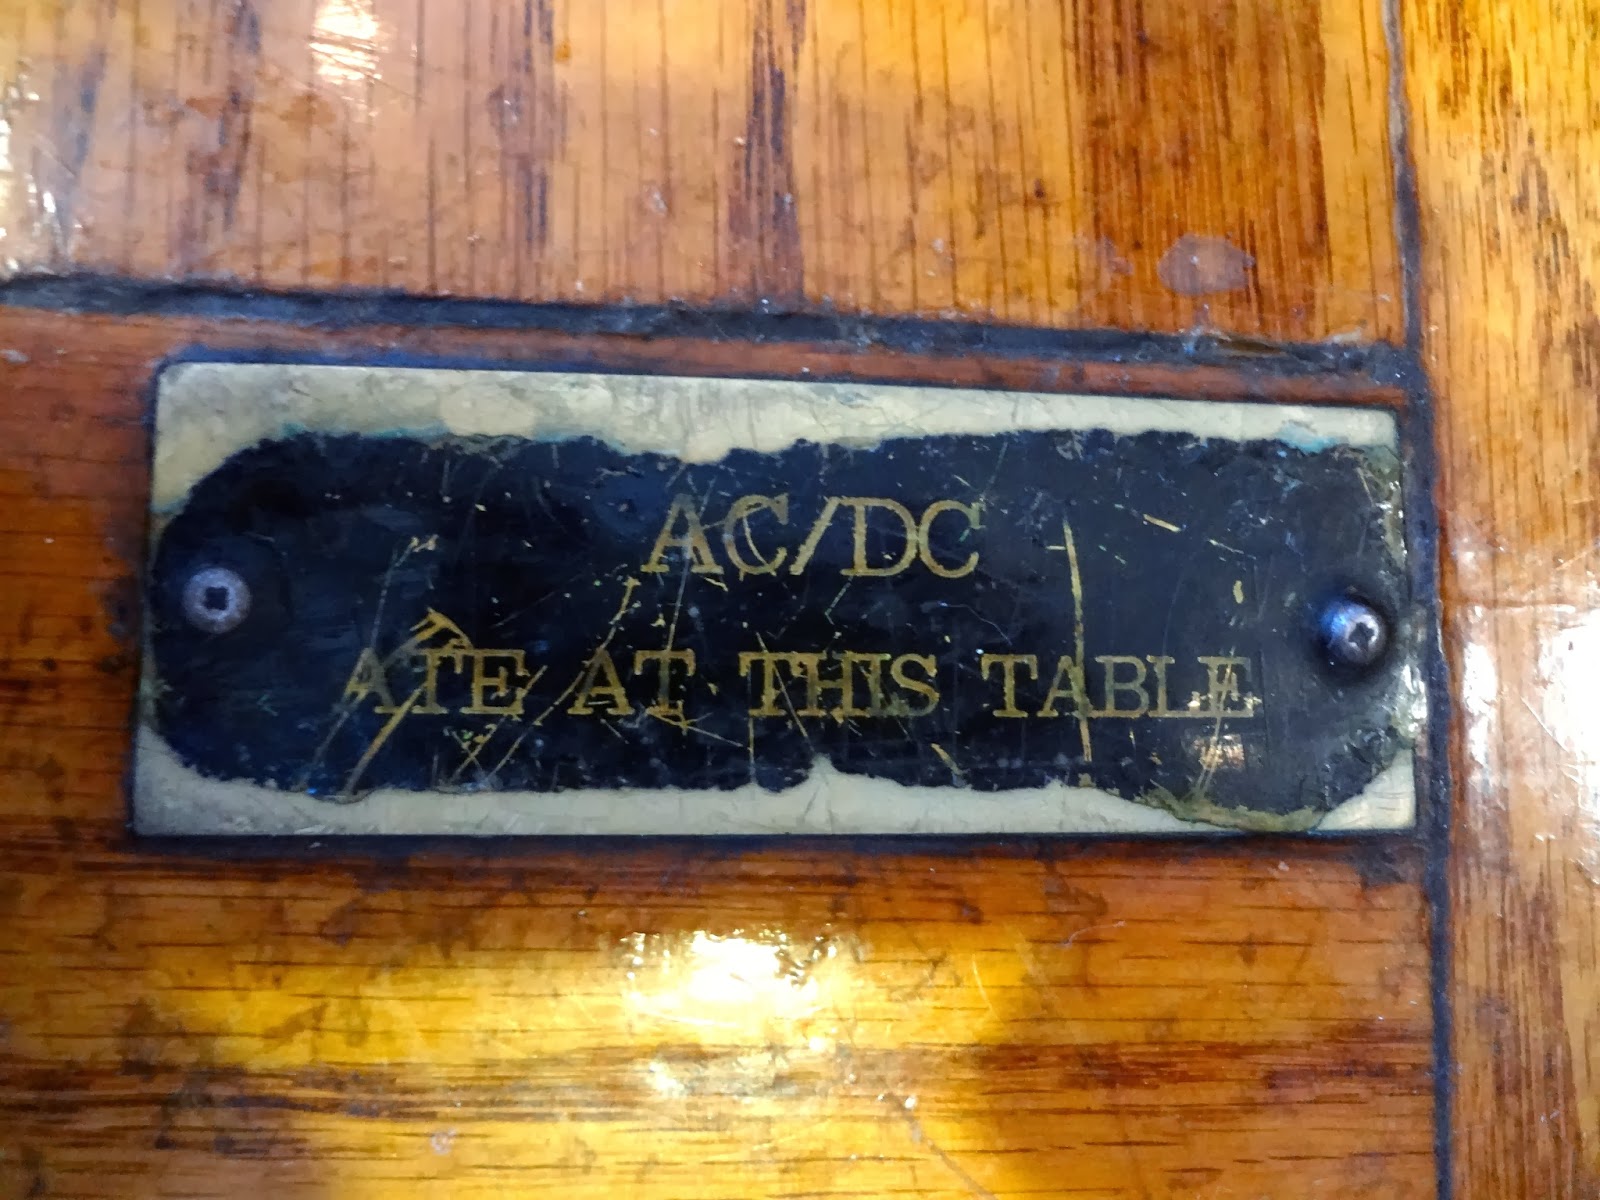 AC/DC
ATE AT THIS TABLE